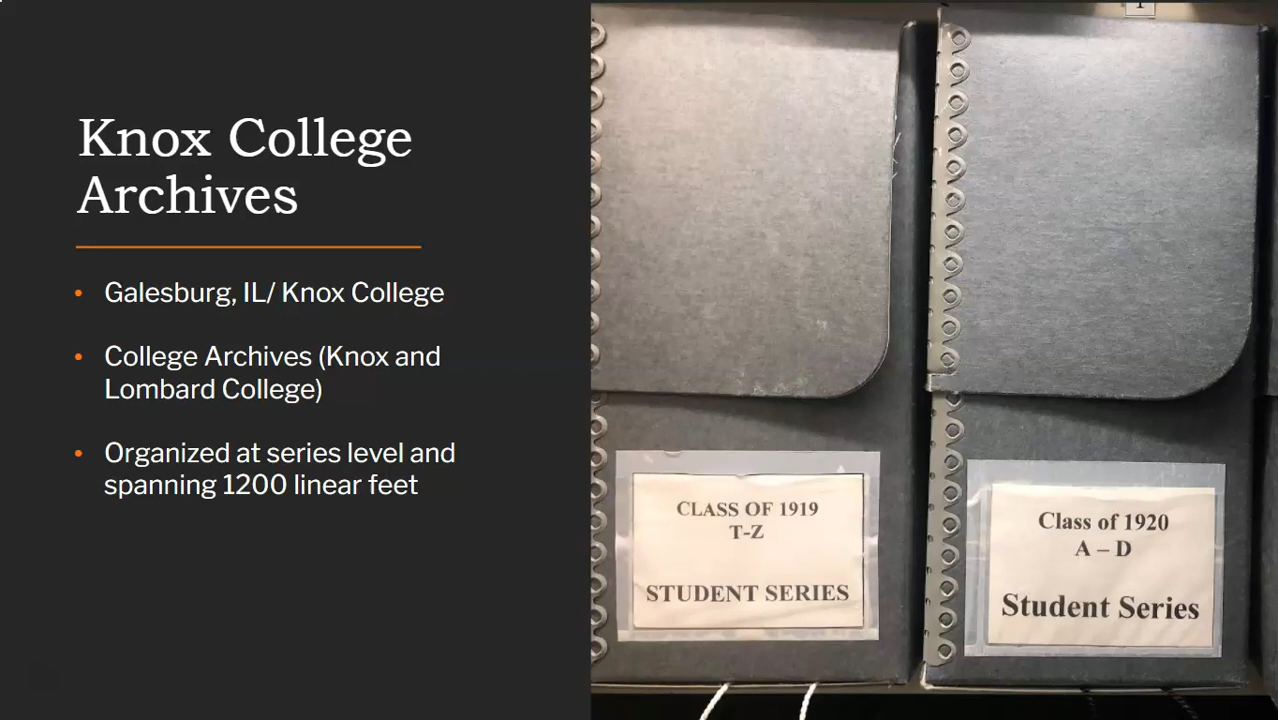 Knox College
Archives
• Galesburg, IL/ Knox College
• College Archives (Knox and
Lombard College)
• Organized at series level and
spanning 1200 linear feet
CLASS OF 1919
T-Z
STUDENT SERIES
Class of 1920
A – D
Student Series